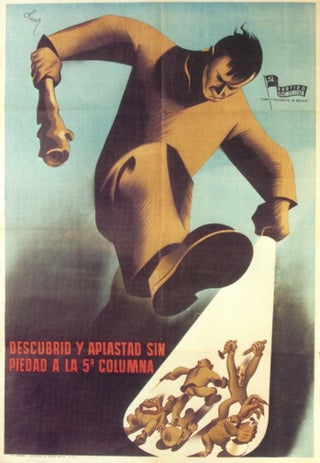 PARTIDO
COMUNISTA
DESCUBRID Y APLASTAD SIN
PIEDAD A LA 5ª COLUMNA